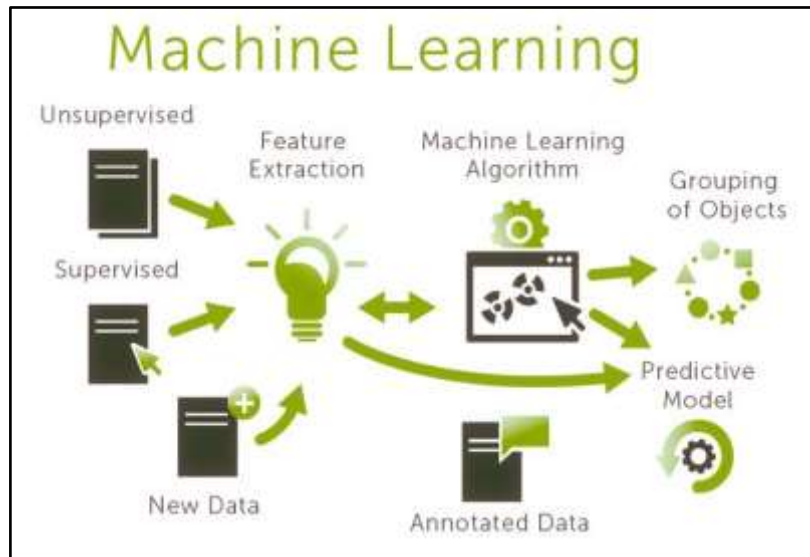 Machine Learning
Unsupervised
Feature
Extraction
Machine Learning
Algorithm
Grouping
of Objects
Supervised
Predictive
Model
New Data
Annotated Data